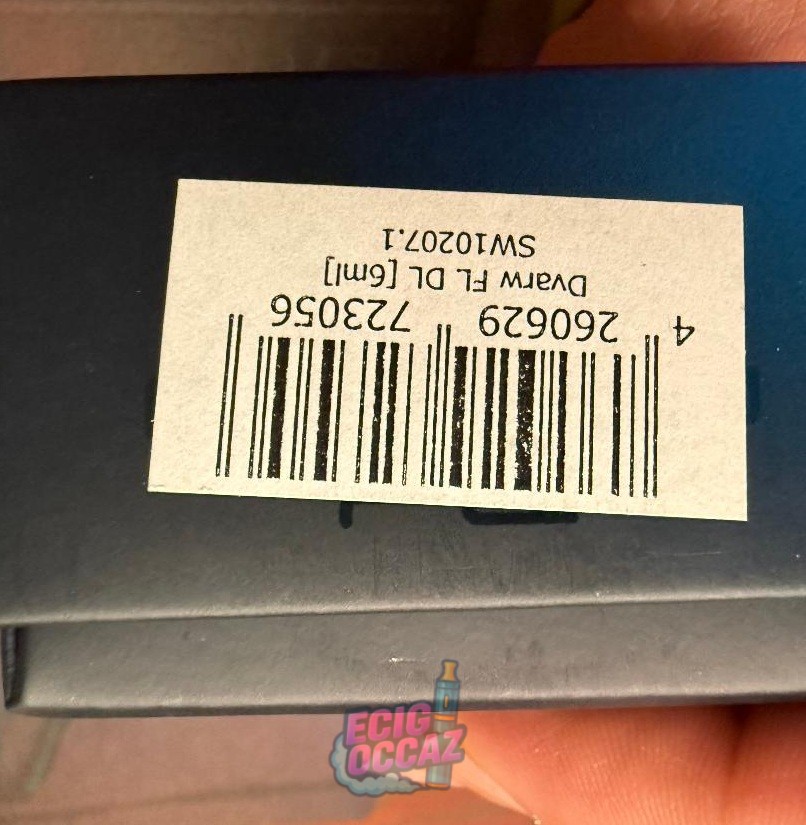 4 260629 723056
Dvarw FL DL [6ml]
SW10207.1
ECIG
OCCAZ